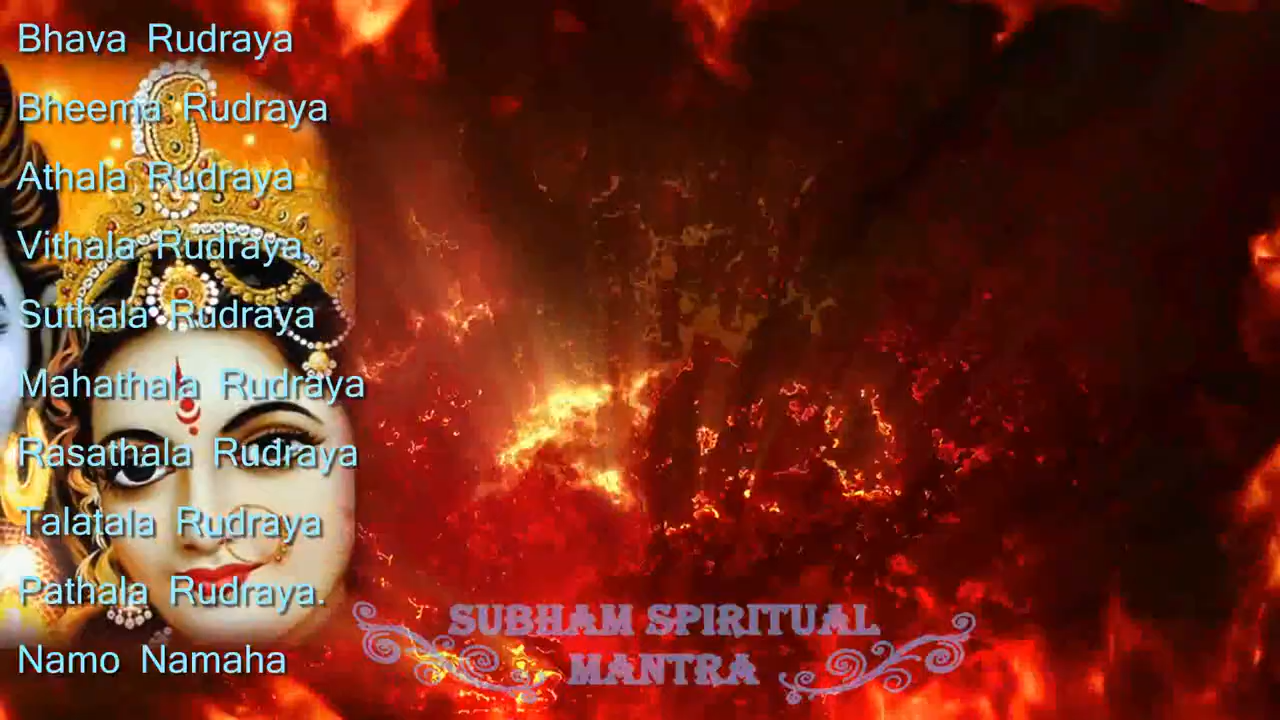 Bhava Rudraya
Bheema Rudraya
Athala Rudraya
Vithala Rudraya.
Suthala Rudraya
Mahathala Rudraya
Rasathala Rudraya
Talatala Rudraya
Pathala Rudraya.
Namo Namaha
SUBHAM SPIRITUAL
MANTRA